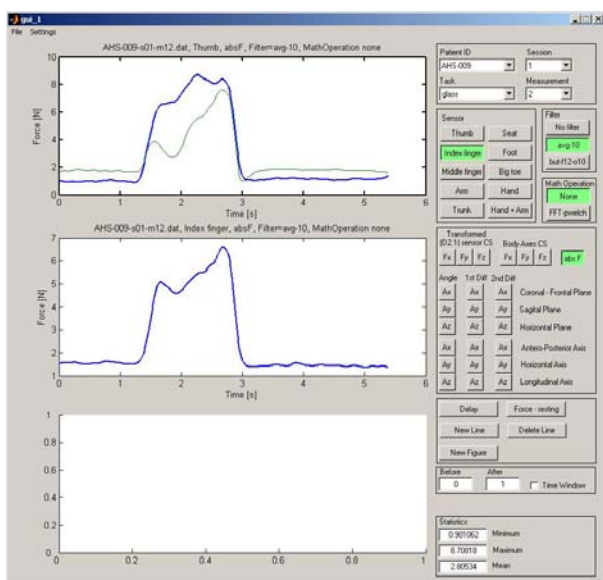 gui_1
File Settings
AHS-009-s01-m12.dat, Thumb, absF, Filter=avg-10, MathOperation none
10
8
6
4
2
0
Force [N]
0 1 2 3 4 5 6
Time [s]
AHS-009-s01-m12.dat, Index finger, absF, Filter=avg-10, MathOperation none
7
6
5
4
3
2
1
Force [N]
0 1 2 3 4 5 6
Time [s]
1
0.8
0.6
0.4
0.2
0
0 0.2 0.4 0.6 0.8 1
Patient ID Session
AHS-009 1
Task Measurement
glass 2
Sensor
Thumb Seat
Index finger Foot
Middle finger Big toe
Arm Hand
Trunk Hand + Arm
Filter
No filter
avg-10
but-f12-o10
Math Operation
None
FFT-pwelch
Transformed
(D2.1) sensor CS Body Axes CS
Fx Fy Fz Fx Fy Fz abs F
Angle 1st Diff 2nd Diff
Ax Ax Ax Coronal - Frontal Plane
Ay Ay Ay Sagital Plane
Az Az Az Horizontal Plane
Ax Ax Ax Antero-Posterior Axis
Ay Ay Ay Horizontal Axis
Az Az Az Longitudinal Axis
Delay Force - resting
New Line Delete Line
New Figure
Before After
0 1 Time Window
Statistics
0.901062 Minimum
8.70818 Maximum
2.80534 Mean